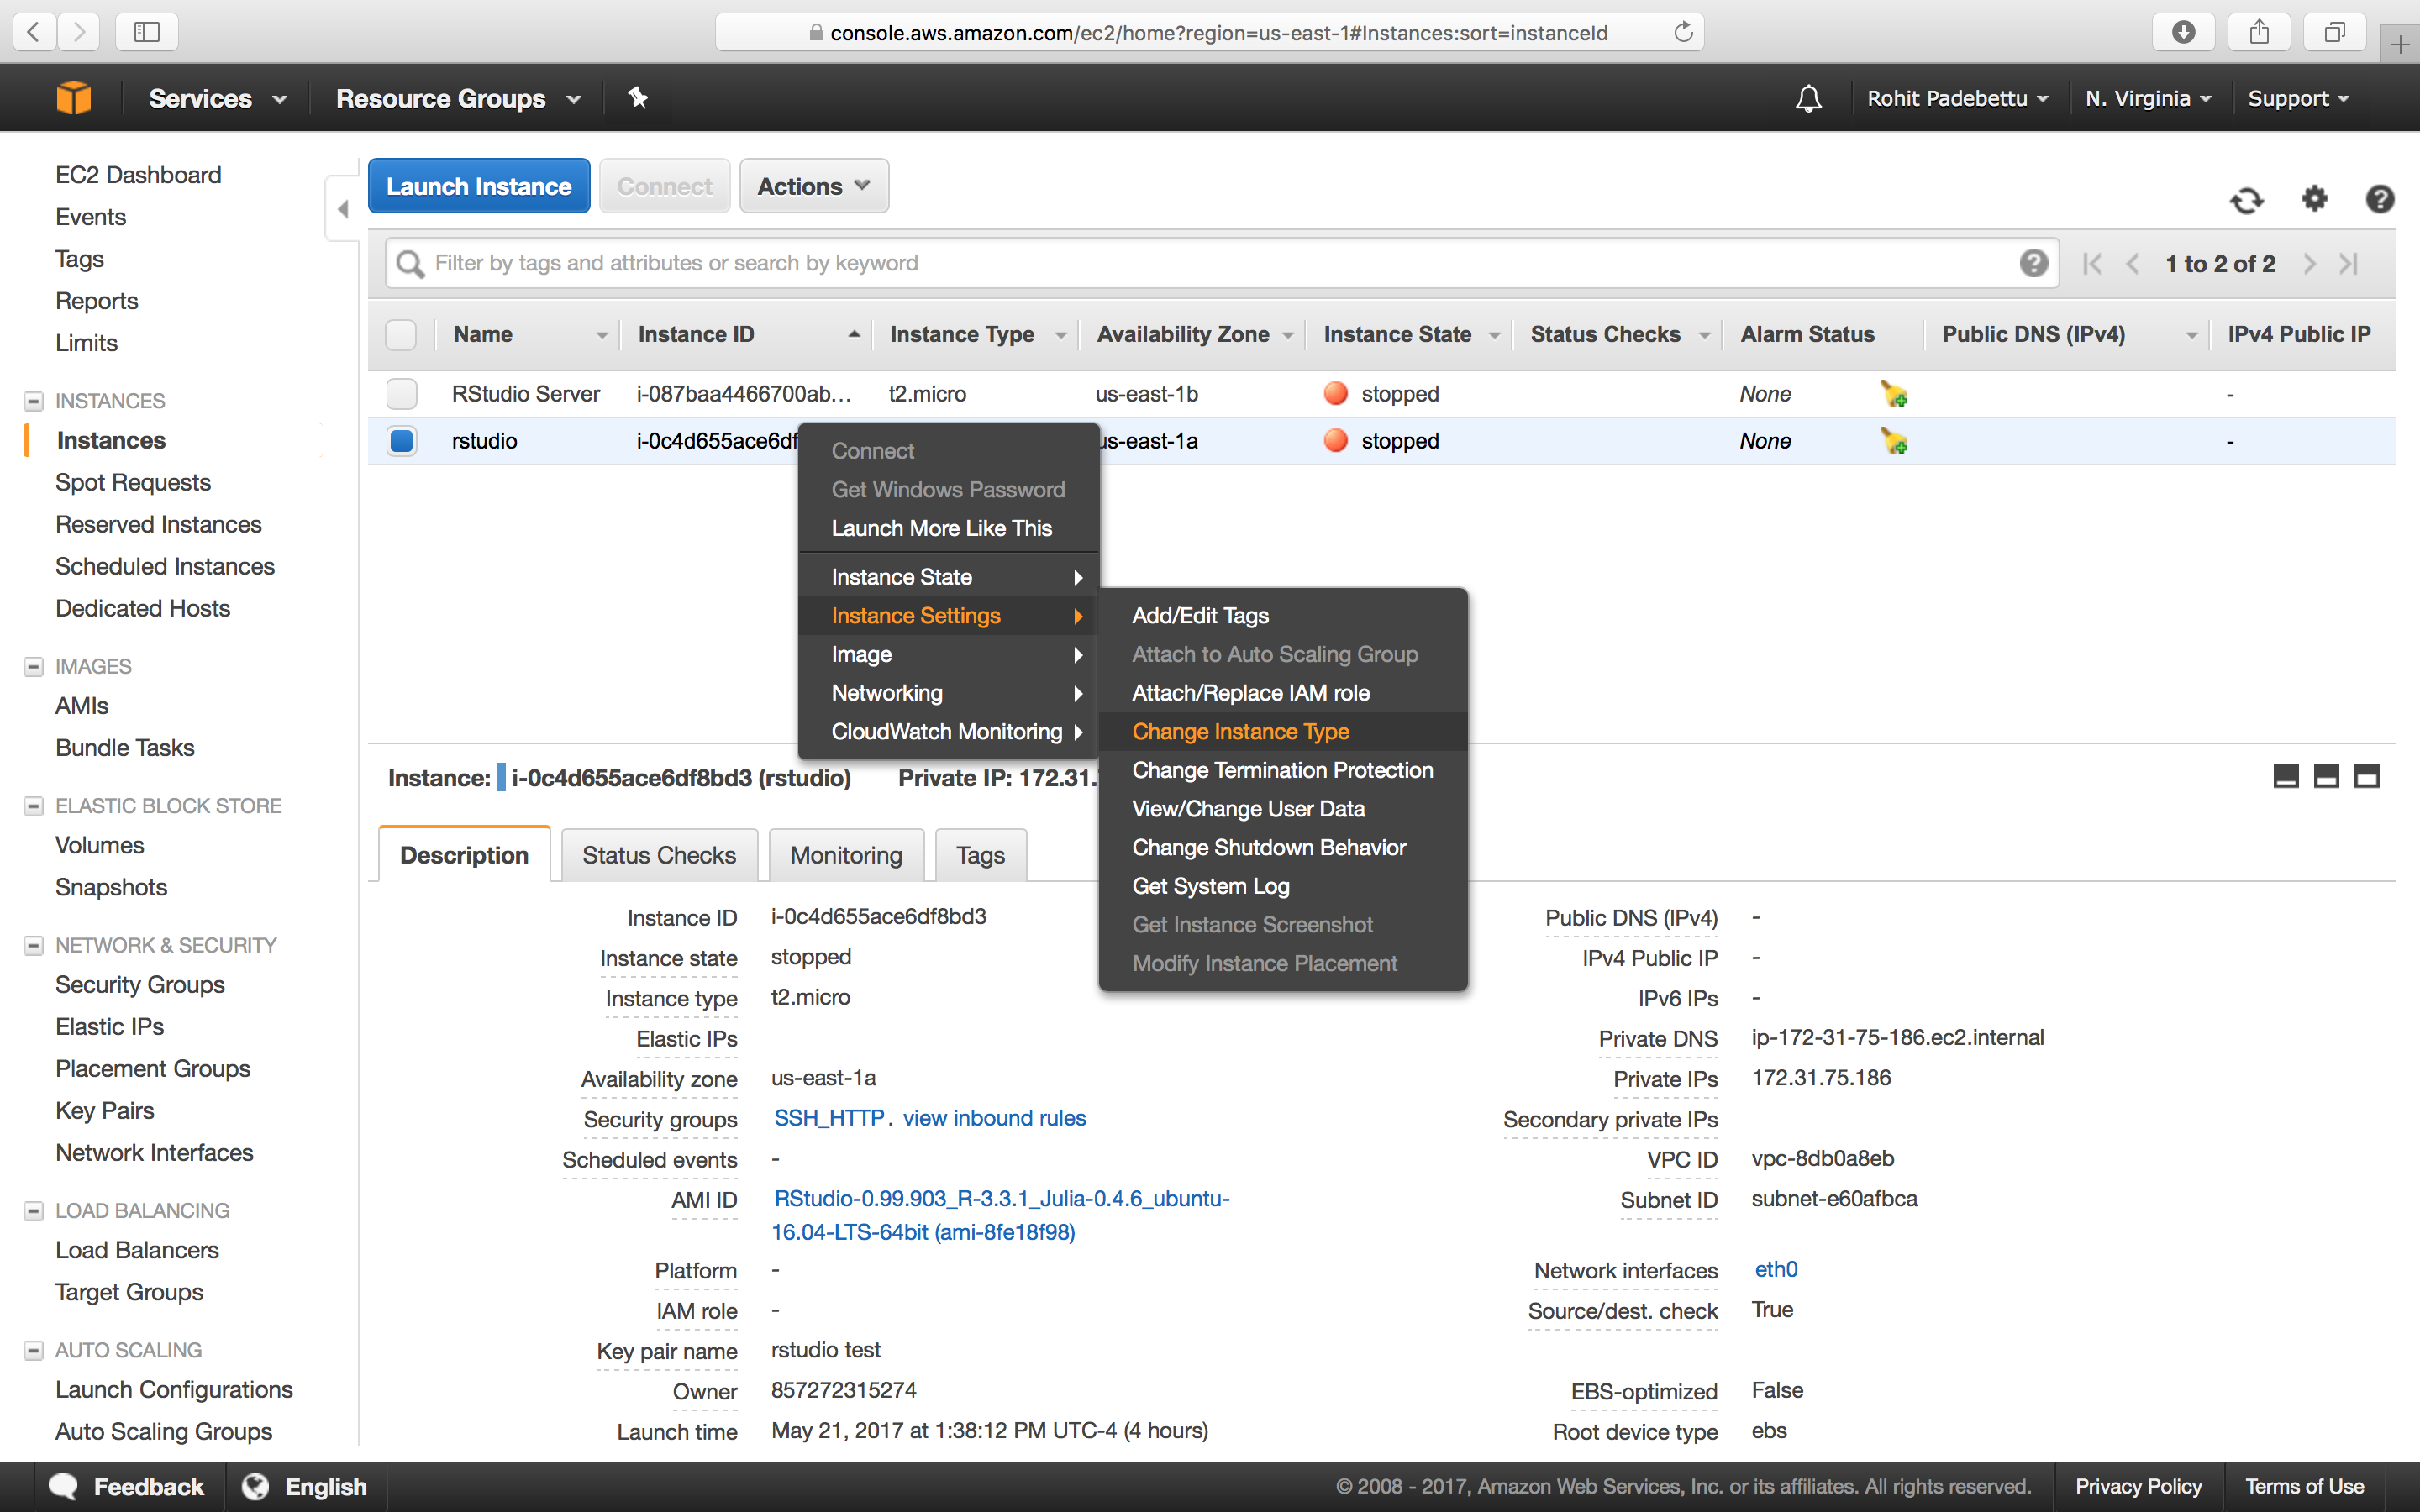 console.aws.amazon.com/ec2/home?region=us-east-1#Instances:sort=instanceId
Services
Resource Groups
Rohit Padebettu
N. Virginia
Support
EC2 Dashboard
Events
Tags
Reports
Limits
INSTANCES
Instances
Spot Requests
Reserved Instances
Scheduled Instances
Dedicated Hosts
IMAGES
AMIs
Bundle Tasks
ELASTIC BLOCK STORE
Volumes
Snapshots
NETWORK & SECURITY
Security Groups
Elastic IPs
Placement Groups
Key Pairs
Network Interfaces
LOAD BALANCING
Load Balancers
Target Groups
AUTO SCALING
Launch Configurations
Auto Scaling Groups
Launch Instance Connect Actions
Filter by tags and attributes or search by keyword
1 to 2 of 2
Name Instance ID Instance Type Availability Zone Instance State Status Checks Alarm Status Public DNS (IPv4) IPv4 Public IP
RStudio Server i-087baa4466700ab... t2.micro us-east-1b stopped None -
rstudio i-0c4d655ace6df us-east-1a stopped None -
Connect
Get Windows Password
Launch More Like This
Instance State
Instance Settings
Image
Networking
CloudWatch Monitoring
Add/Edit Tags
Attach to Auto Scaling Group
Attach/Replace IAM role
Change Instance Type
Change Termination Protection
View/Change User Data
Change Shutdown Behavior
Get System Log
Get Instance Screenshot
Modify Instance Placement
Instance: i-0c4d655ace6df8bd3 (rstudio) Private IP: 172.31.
Description Status Checks Monitoring Tags
Instance ID i-0c4d655ace6df8bd3
Instance state stopped
Instance type t2.micro
Elastic IPs
Availability zone us-east-1a
Security groups SSH_HTTP . view inbound rules
Scheduled events -
AMI ID RStudio-0.99.903_R-3.3.1_Julia-0.4.6_ubuntu-
16.04-LTS-64bit (ami-8fe18f98)
Platform -
IAM role -
Key pair name rstudio test
Owner 857272315274
Launch time May 21, 2017 at 1:38:12 PM UTC-4 (4 hours)
Public DNS (IPv4) -
IPv4 Public IP -
IPv6 IPs -
Private DNS ip-172-31-75-186.ec2.internal
Private IPs 172.31.75.186
Secondary private IPs
VPC ID vpc-8db0a8eb
Subnet ID subnet-e60afbca
Network interfaces eth0
Source/dest. check True
EBS-optimized False
Root device type ebs
Feedback
English
© 2008 - 2017, Amazon Web Services, Inc. or its affiliates. All rights reserved.
Privacy Policy
Terms of Use